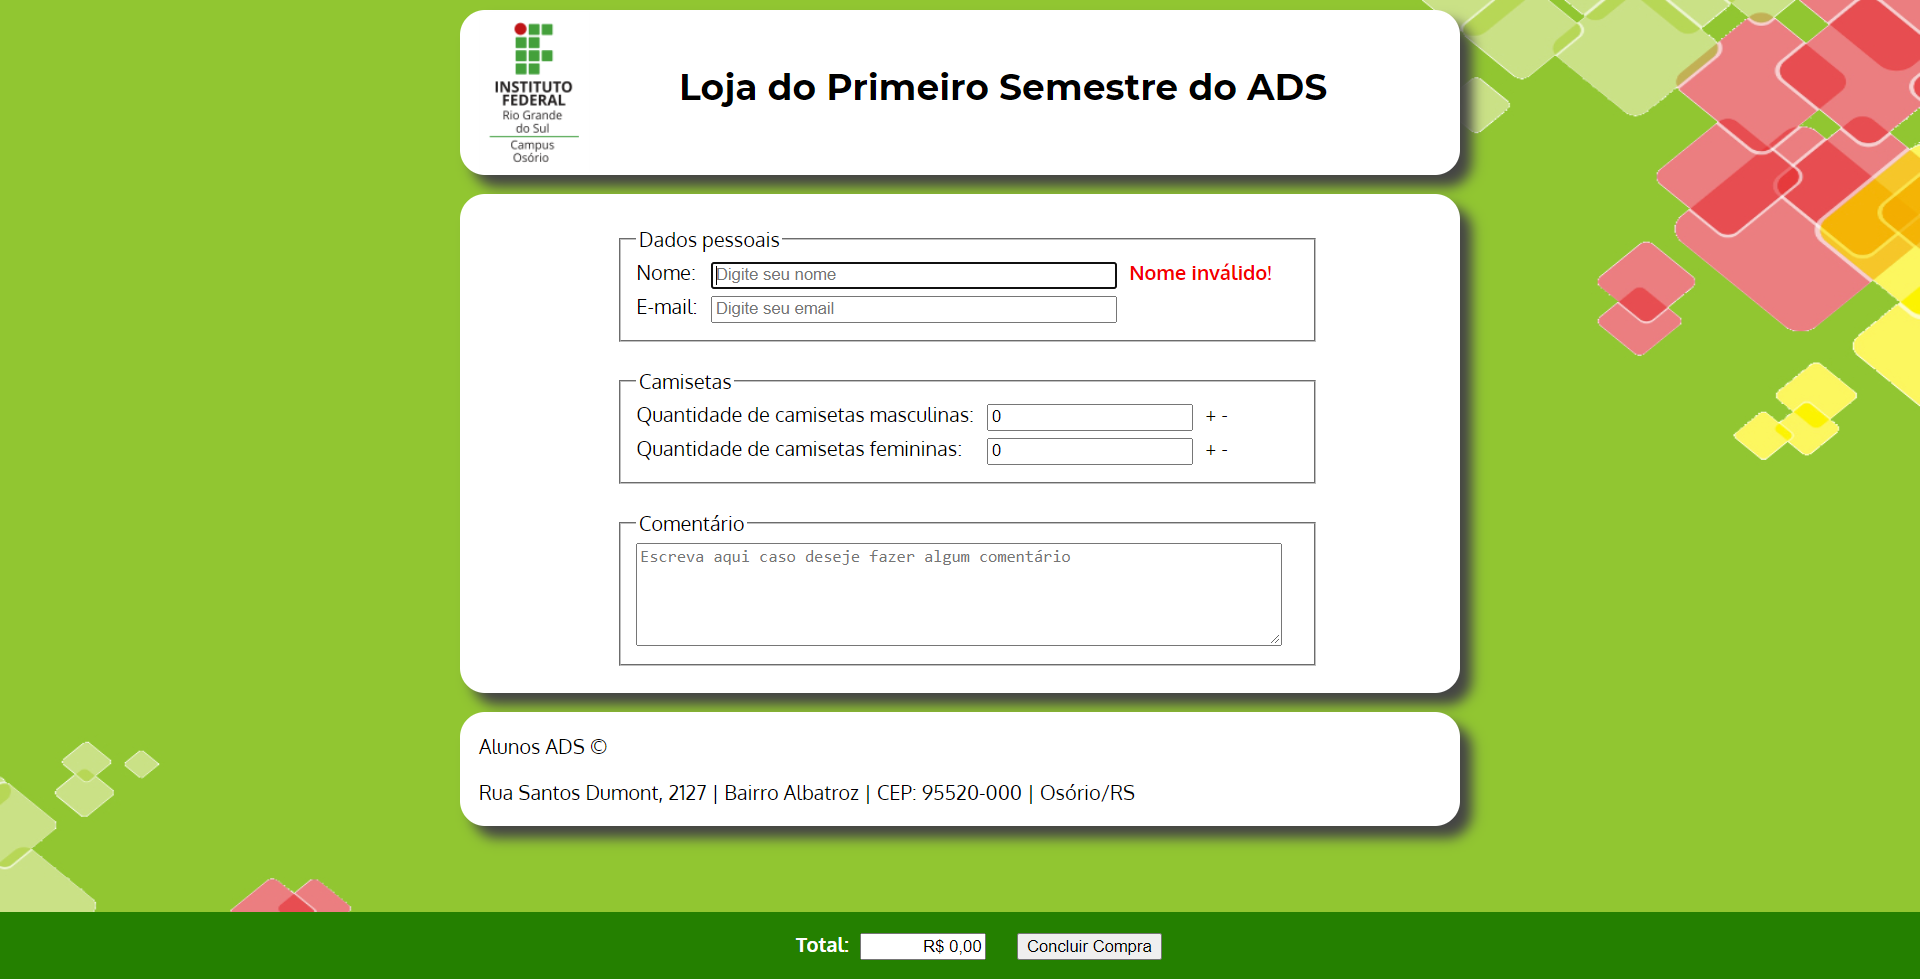 INSTITUTO
FEDERAL
Rio Grande
do Sul
Campus
Osório
Loja do Primeiro Semestre do ADS
Dados pessoais
Nome: Digite seu nome Nome inválido!
E-mail: Digite seu email
Camisetas
Quantidade de camisetas masculinas: 0 + -
Quantidade de camisetas femininas: 0 + -
Comentário
Escreva aqui caso deseje fazer algum comentário
Alunos ADS ©
Rua Santos Dumont, 2127 | Bairro Albatroz | CEP: 95520-000 | Osório/RS
Total: R$ 0,00 Concluir Compra